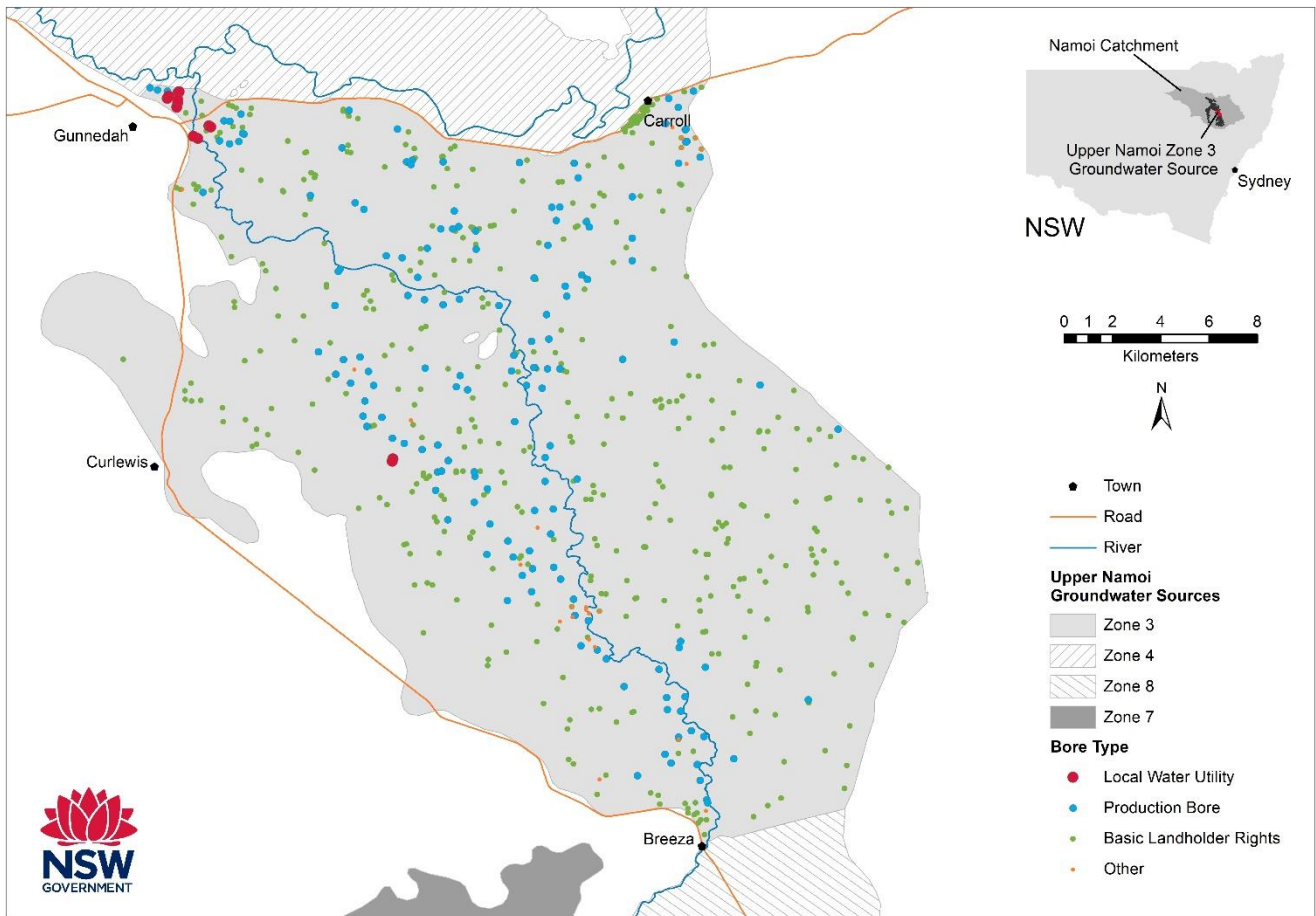 Gunnedah
Carroll
Curlewis
Breeza
Namoi Catchment
Upper Namoi Zone 3
Groundwater Source
Sydney
NSW
0 1 2 4 6 8
Kilometers
N
Town
Road
River
Upper Namoi
Groundwater Sources
Zone 3
Zone 4
Zone 8
Zone 7
Bore Type
Local Water Utility
Production Bore
Basic Landholder Rights
Other
NSW
GOVERNMENT